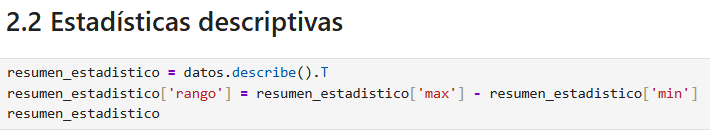 2.2 Estadísticas descriptivas
resumen_estadistico = datos.describe().T
resumen_estadistico['rango'] = resumen_estadistico['max'] - resumen_estadistico['min']
resumen_estadistico